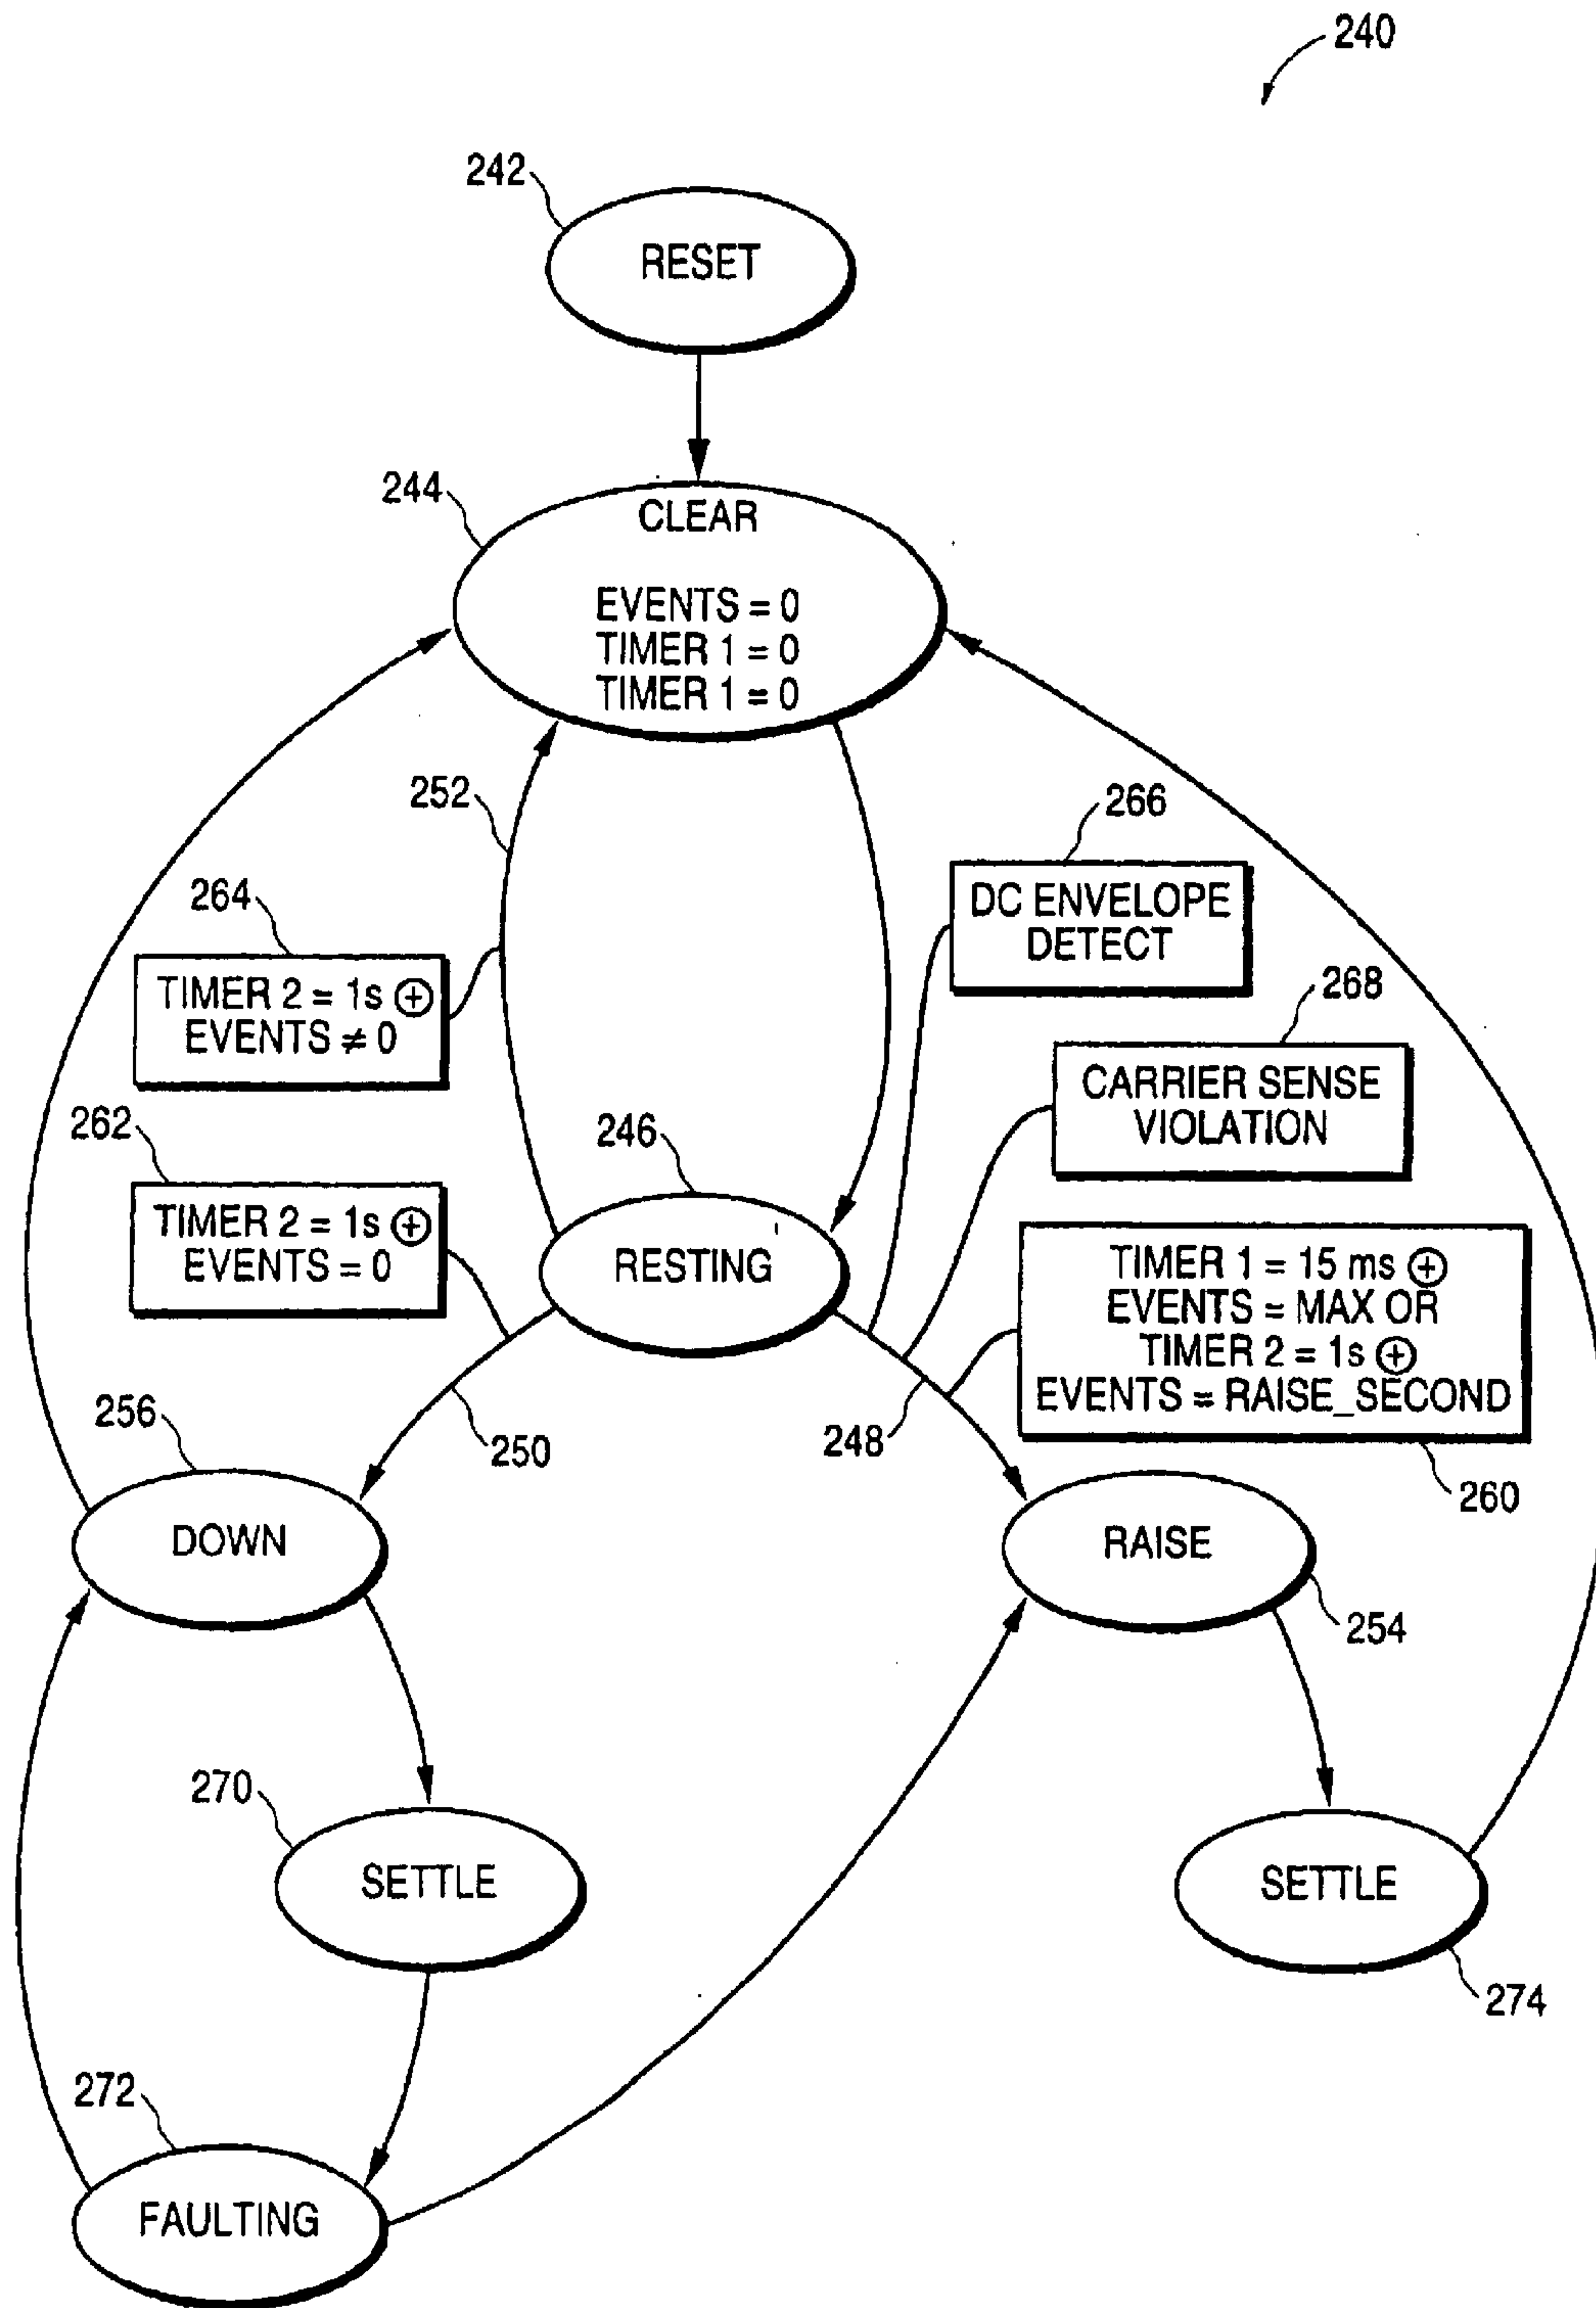 240
242
RESET
244
CLEAR
EVENTS = 0
TIMER 1 = 0
TIMER 1 = 0
252
266
DC ENVELOPE
DETECT
264
TIMER 2 = 1s ⊕
EVENTS ≠ 0
268
CARRIER SENSE
VIOLATION
262
TIMER 2 = 1s ⊕
EVENTS = 0
246
RESTING
TIMER 1 = 15 ms ⊕
EVENTS = MAX OR
TIMER 2 = 1s ⊕
EVENTS = RAISE_SECOND
256
250
248
260
DOWN
RAISE
254
270
SETTLE
SETTLE
274
272
FAULTING